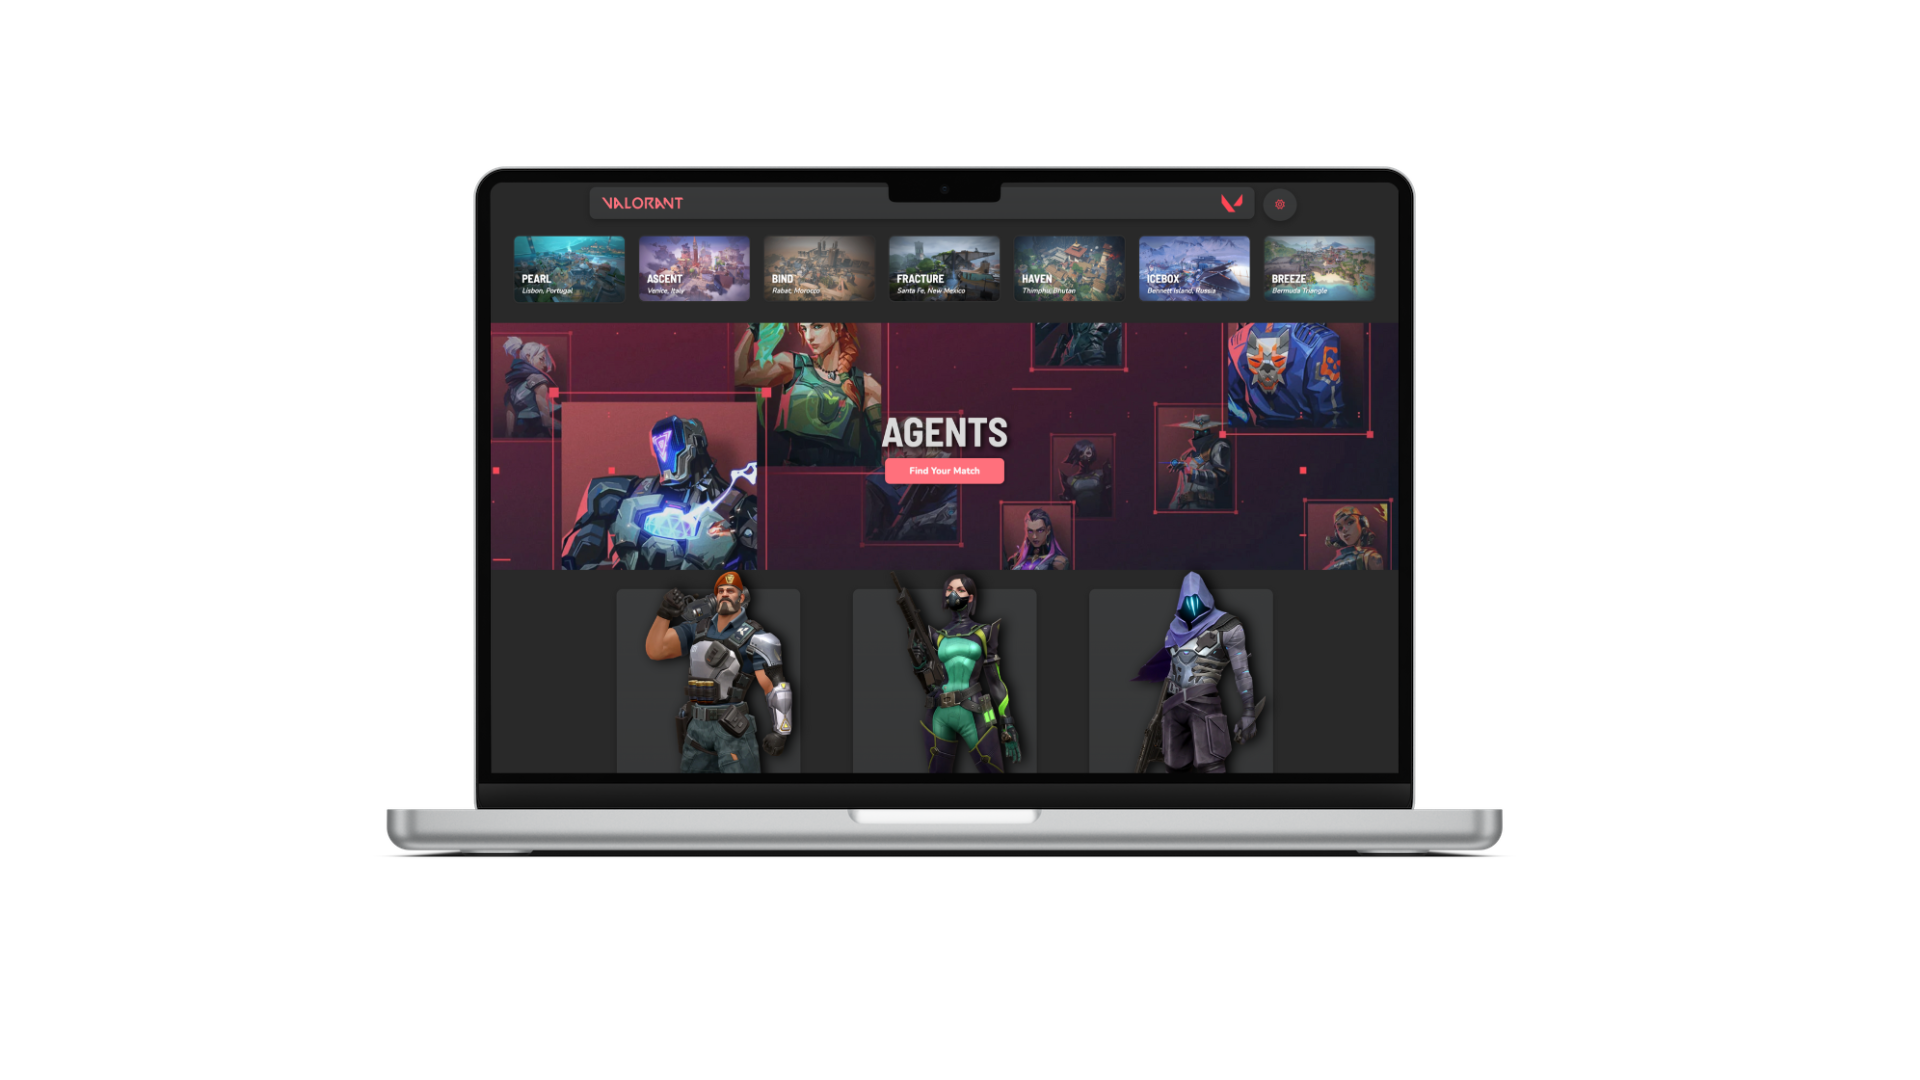 VALORANT
PEARL
Lisbon, Portugal
ASCENT
Venice, Italy
BIND
Rabat, Morocco
FRACTURE
Santa Fe, New Mexico
HAVEN
Thimphu, Bhutan
ICEBOX
Bennett Island, Russia
BREEZE
Bermuda Triangle
AGENTS
Find Your Match